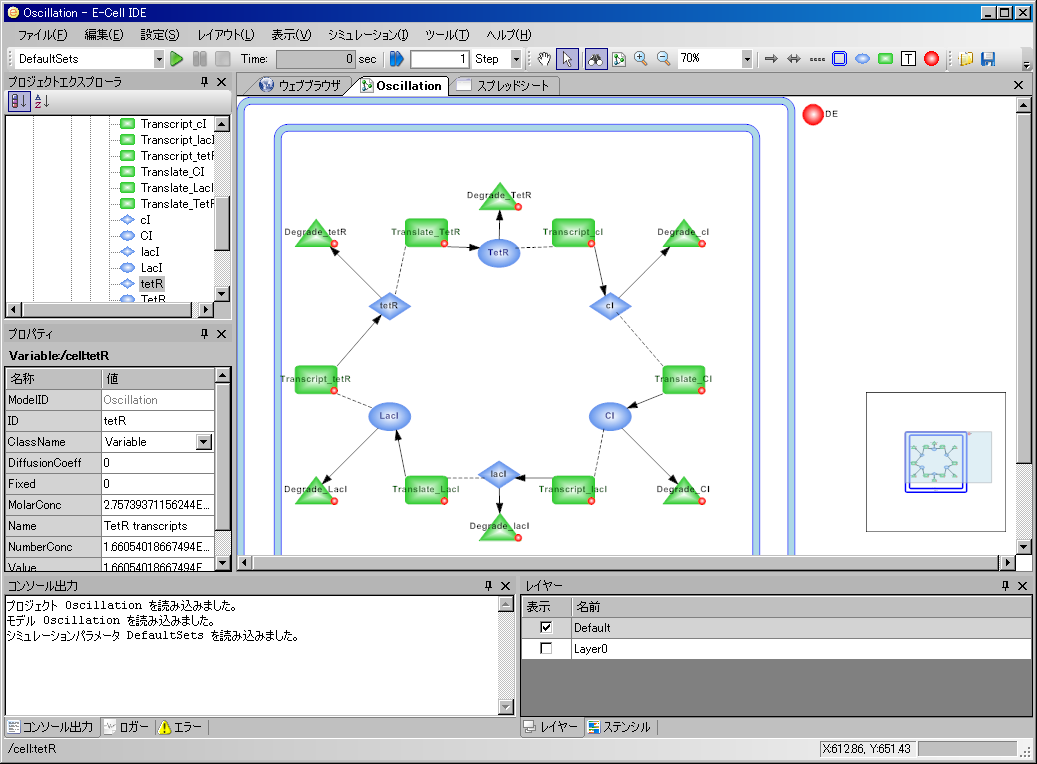 Oscillation - E-Cell IDE
ファイル(F) 編集(E) 設定(S) レイアウト(L) 表示(V) シミュレーション(I) ツール(T) ヘルプ(H)
DefaultSets Time: 0 sec 1 Step 70%
プロジェクトエクスプローラ
ウェブブラウザ Oscillation スプレッドシート
Transcript_cI
Transcript_lacI
Transcript_tetR
Translate_CI
Translate_LacI
Translate_TetR
cI
CI
lacI
LacI
tetR
TetR
DE
Degrade_TetR
Degrade_tetR Translate_TetR Transcript_cI Degrade_cI
TetR
tetR cI
Transcript_tetR Translate_CI
LacI CI
lacI
Degrade_LacI Translate_LacI Transcript_lacI Degrade_CI
Degrade_lacI
プロパティ
Variable:/cell:tetR
名称 値
ModelID Oscillation
ID tetR
ClassName Variable
DiffusionCoeff 0
Fixed 0
MolarConc 2.75739371156244E...
Name TetR transcripts
NumberConc 1.66054018667494E...
Value 1.66054018667494E...
コンソール出力
プロジェクト Oscillation を読み込みました。
モデル Oscillation を読み込みました。
シミュレーションパラメータ DefaultSets を読み込みました。
コンソール出力 ロガー エラー
レイヤー
表示 名前
Default
Layer0
レイヤー ステンシル
/cell:tetR X:612.86, Y:651.43